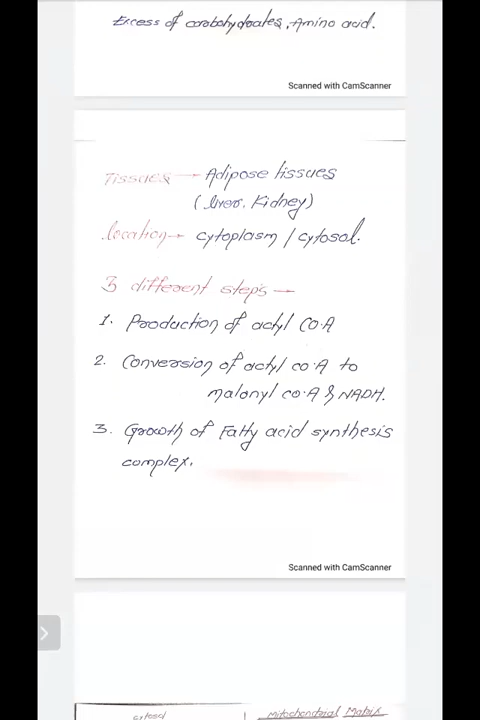 Excess of carbohydrates, Amino acid.
Scanned with CamScanner
Tissues → Adipose tissues
(liver, Kidney)
location → cytoplasm / cytosol.
3 different steps —
1. Production of actyl CO·A
2. Conversion of actyl co·A to
malonyl co·A & NADH.
3. Growth of Fatty acid synthesis
complex.
Scanned with CamScanner
cytosol
Mitochondrial Matrix